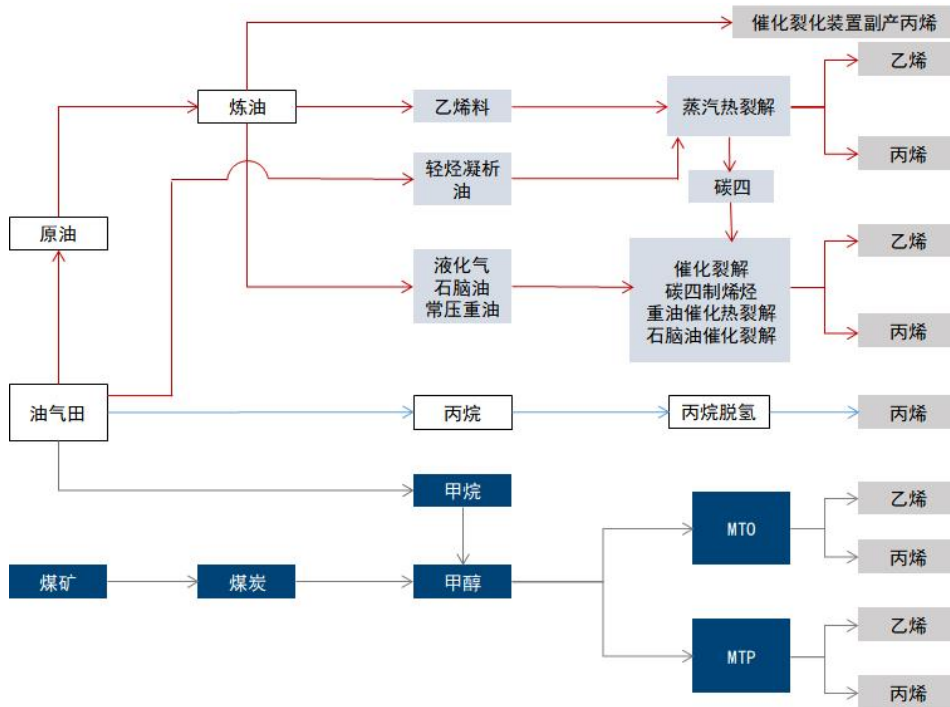 催化裂化装置副产丙烯
乙烯
炼油
乙烯料
蒸汽热裂解
丙烯
轻烃凝析
油
碳四
原油
乙烯
液化气
石脑油
常压重油
催化裂解
碳四制烯烃
重油催化热裂解
石脑油催化裂解
丙烯
油气田
丙烷
丙烷脱氢
丙烯
甲烷
乙烯
MTO
丙烯
煤矿
煤炭
甲醇
乙烯
MTP
丙烯